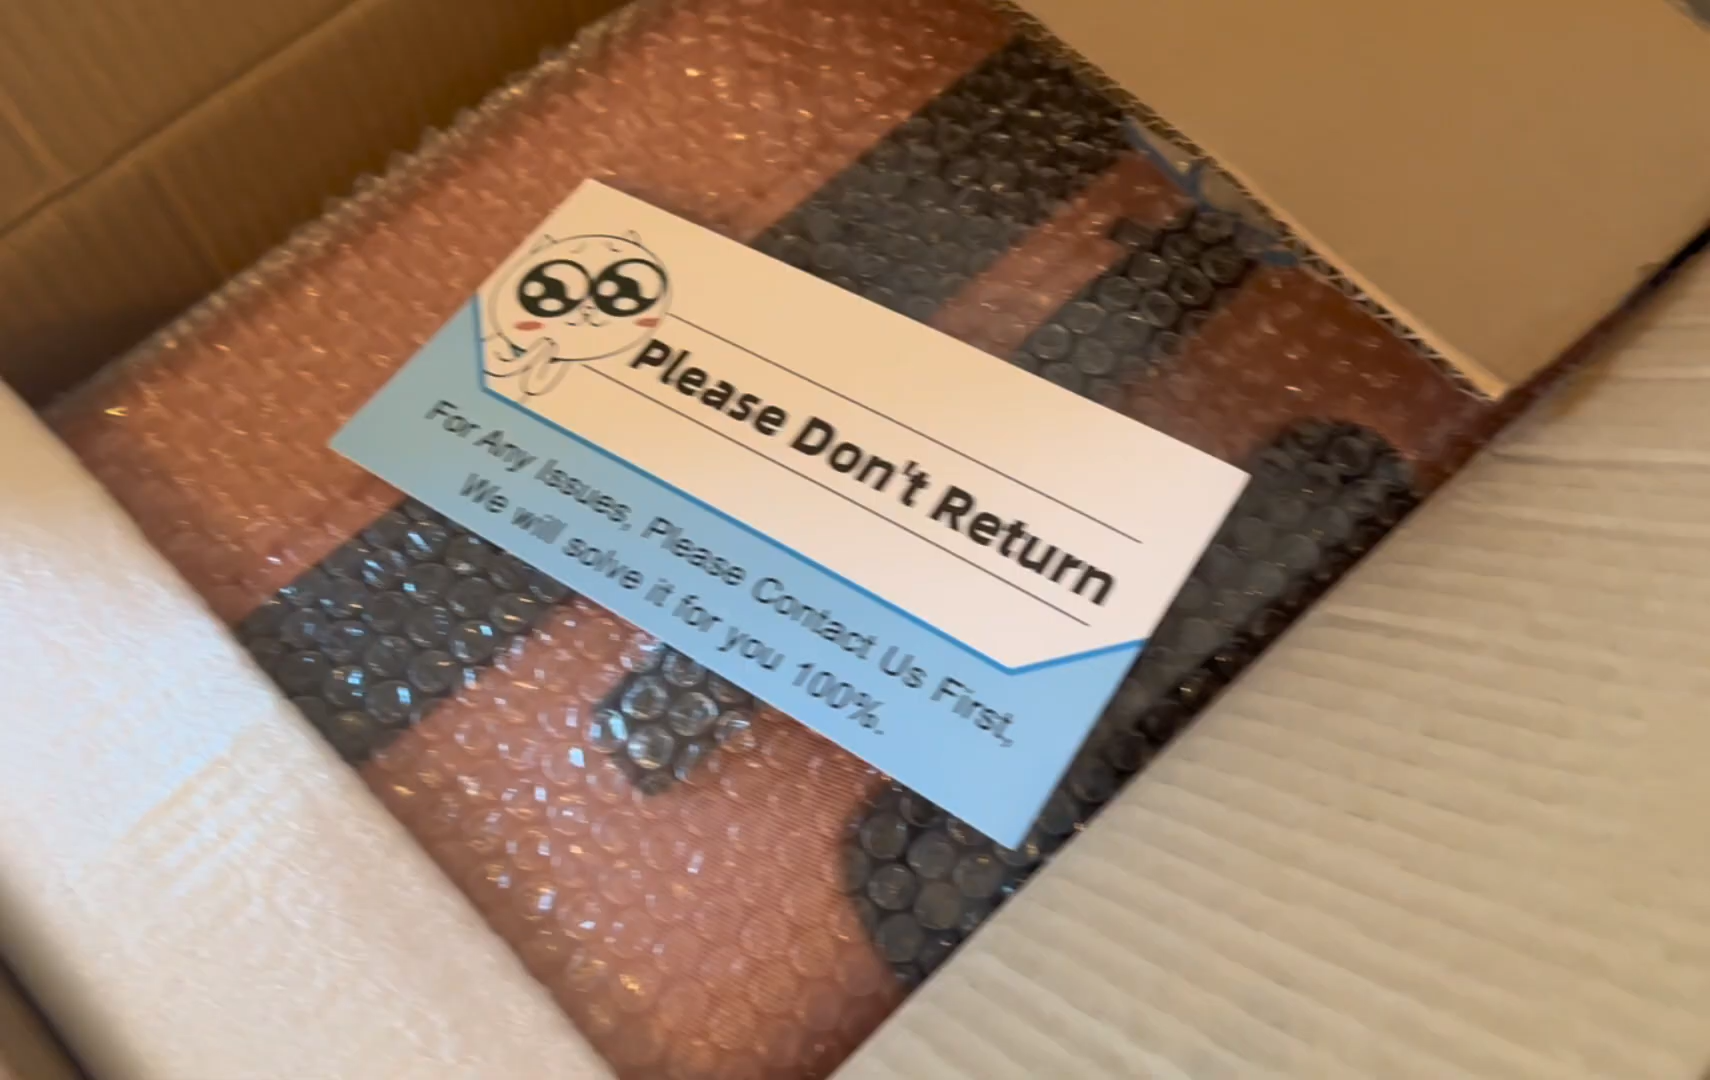 Please Don't Return
For Any Issues, Please Contact Us First,
We will solve it for you 100%.